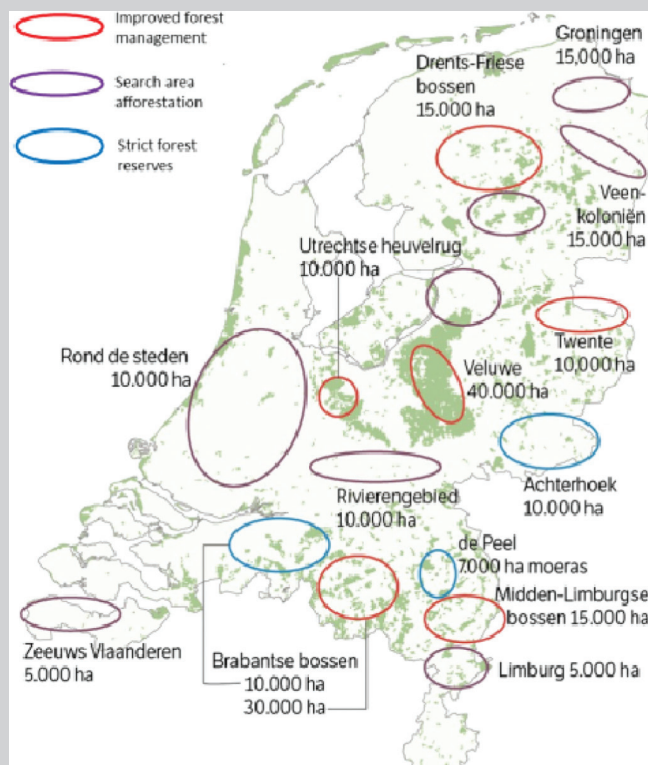 Improved forest
management
Search area
afforestation
Strict forest
reserves
Groningen
15,000 ha
Drents-Friese
bossen
15.000 ha
Veen-
koloniën
15.000 ha
Utrechtse heuvelrug
10.000 ha
Twente
10,000 ha
Rond de steden
10.000 ha
Veluwe
40.000 ha
Achterhoek
10.000 ha
Rivierengebied
10.000 ha
de Peel
7.000 ha moeras
Midden-Limburgse
bossen 15.000 ha
Zeeuws Vlaanderen
5.000 ha
Brabantse bossen
10.000 ha
30.000 ha
Limburg 5.000 ha